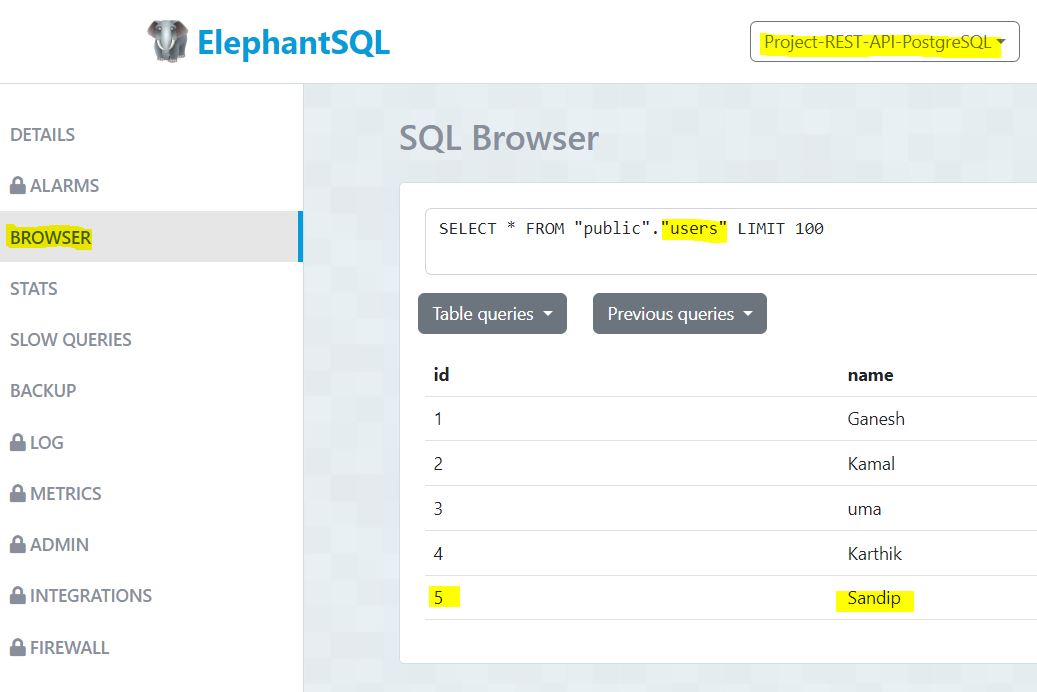 ElephantSQL
Project-REST-API-PostgreSQL
DETAILS
ALARMS
BROWSER
STATS
SLOW QUERIES
BACKUP
LOG
METRICS
ADMIN
INTEGRATIONS
FIREWALL
SQL Browser
SELECT * FROM "public"."users" LIMIT 100
Table queries
Previous queries
id name
1 Ganesh
2 Kamal
3 uma
4 Karthik
5 Sandip